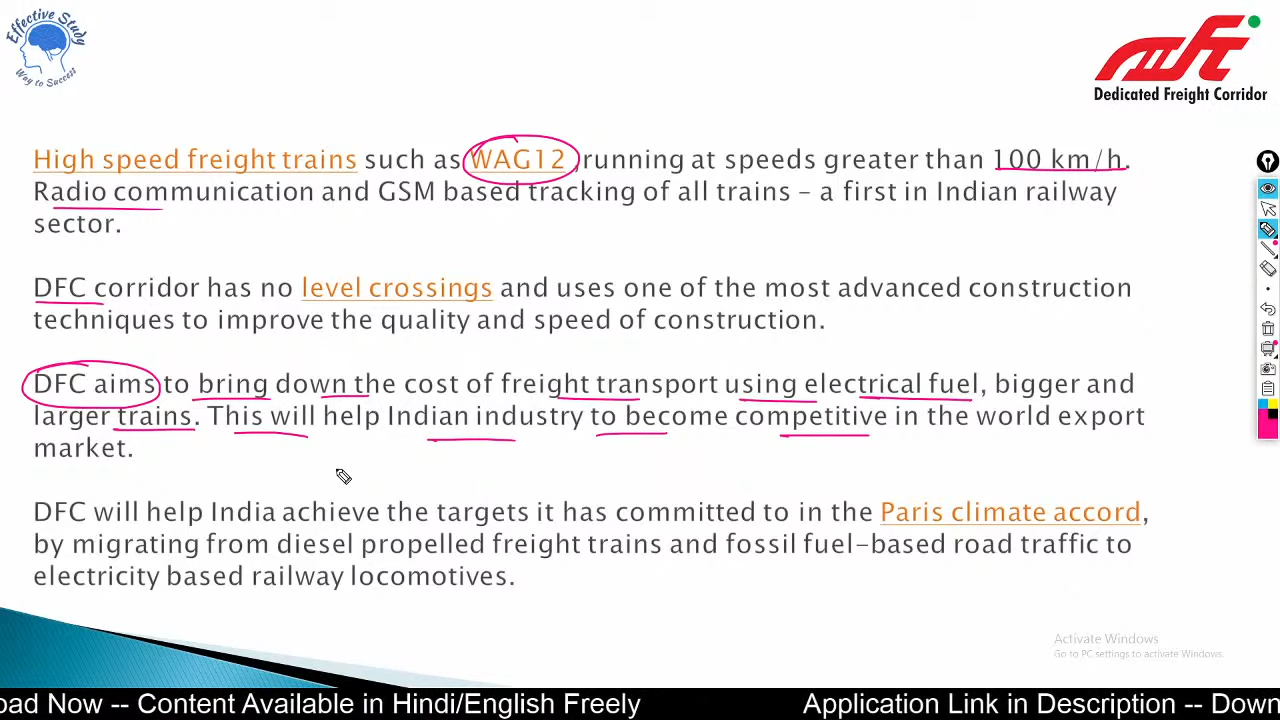 Effective Study
Way to Success
Dedicated Freight Corridor
High speed freight trains such as WAG12 running at speeds greater than 100 km/h.
Radio communication and GSM based tracking of all trains - a first in Indian railway
sector.
DFC corridor has no level crossings and uses one of the most advanced construction
techniques to improve the quality and speed of construction.
DFC aims to bring down the cost of freight transport using electrical fuel, bigger and
larger trains. This will help Indian industry to become competitive in the world export
market.
DFC will help India achieve the targets it has committed to in the Paris climate accord,
by migrating from diesel propelled freight trains and fossil fuel-based road traffic to
electricity based railway locomotives.
Activate Windows
Go to PC settings to activate Windows.
oad Now -- Content Available in Hindi/English Freely Application Link in Description -- Down